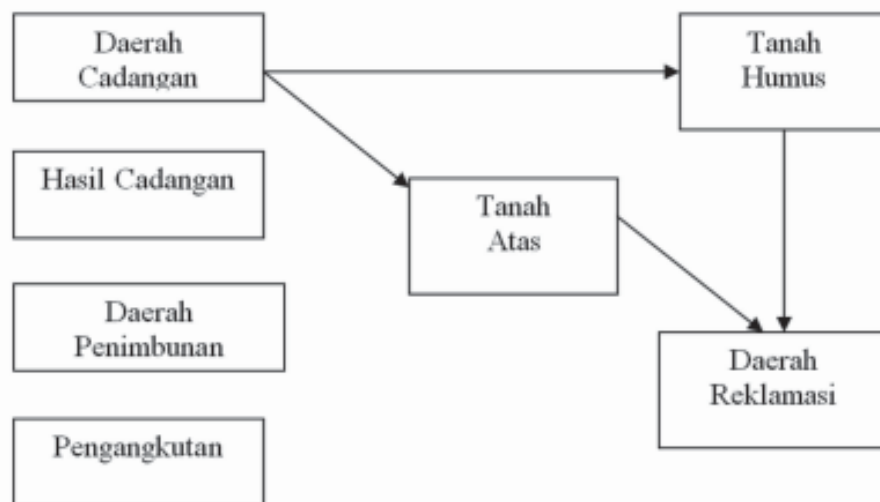 Daerah
Cadangan
Tanah
Humus
Hasil Cadangan
Tanah
Atas
Daerah
Penimbunan
Daerah
Reklamasi
Pengangkutan